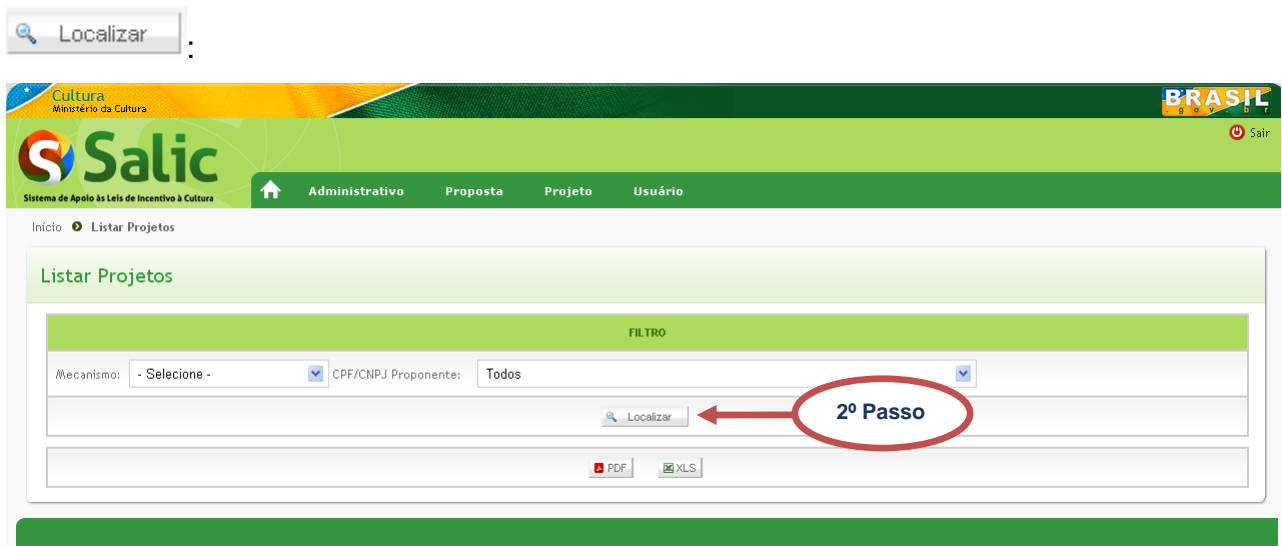 Localizar :
Cultura
Ministério da Cultura
BRASIL
.gov.br
Sair
Salic
Sistema de Apoio às Leis de Incentivo à Cultura
Administrativo Proposta Projeto Usuário
Início Listar Projetos
Listar Projetos
FILTRO
Mecanismo: - Selecione - CPF/CNPJ Proponente: Todos
Localizar 2º Passo
PDF XLS